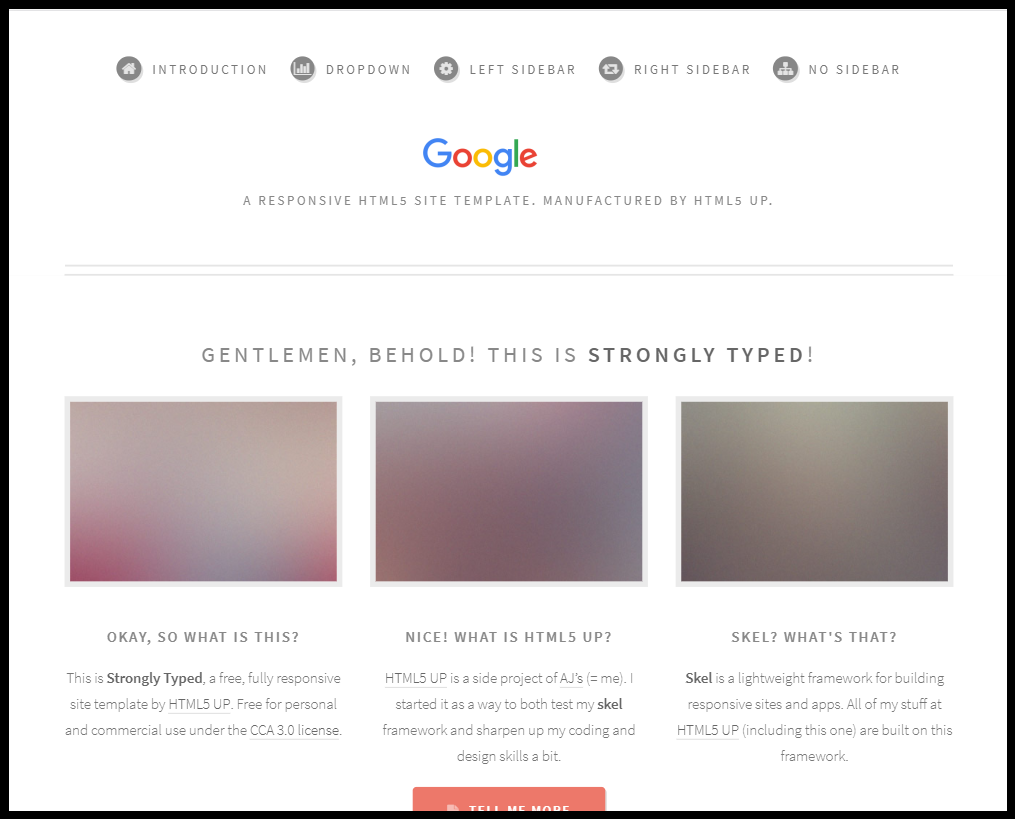 INTRODUCTION DROPDOWN LEFT SIDEBAR RIGHT SIDEBAR NO SIDEBAR
Google
A RESPONSIVE HTML5 SITE TEMPLATE. MANUFACTURED BY HTML5 UP.
GENTLEMEN, BEHOLD! THIS IS STRONGLY TYPED!
OKAY, SO WHAT IS THIS?
This is Strongly Typed, a free, fully responsive
site template by HTML5 UP. Free for personal
and commercial use under the CCA 3.0 license.
NICE! WHAT IS HTML5 UP?
HTML5 UP is a side project of AJ's (= me). I
started it as a way to both test my skel
framework and sharpen up my coding and
design skills a bit.
SKEL? WHAT'S THAT?
Skel is a lightweight framework for building
responsive sites and apps. All of my stuff at
HTML5 UP (including this one) are built on this
framework.
TELL ME MORE